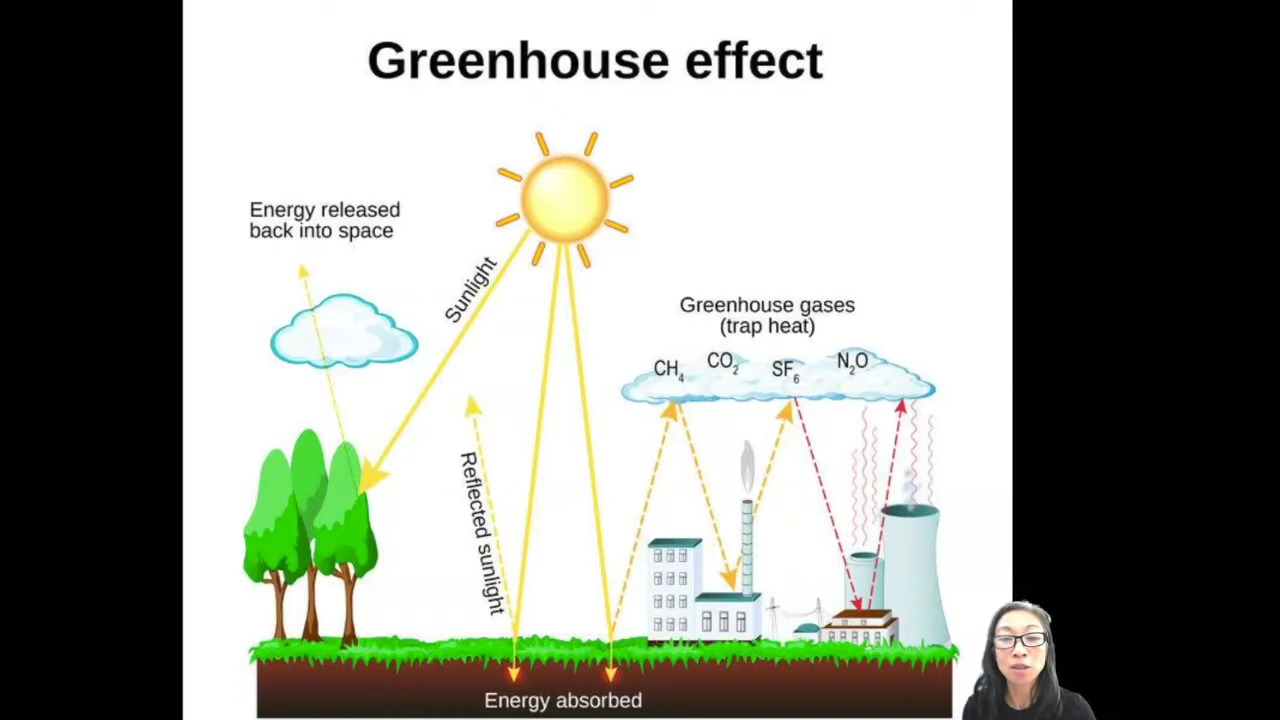 Greenhouse effect
Energy released
back into space
Sunlight
Greenhouse gases
(trap heat)
CH₄ CO₂ SF₆ N₂O
Reflected sunlight
Energy absorbed